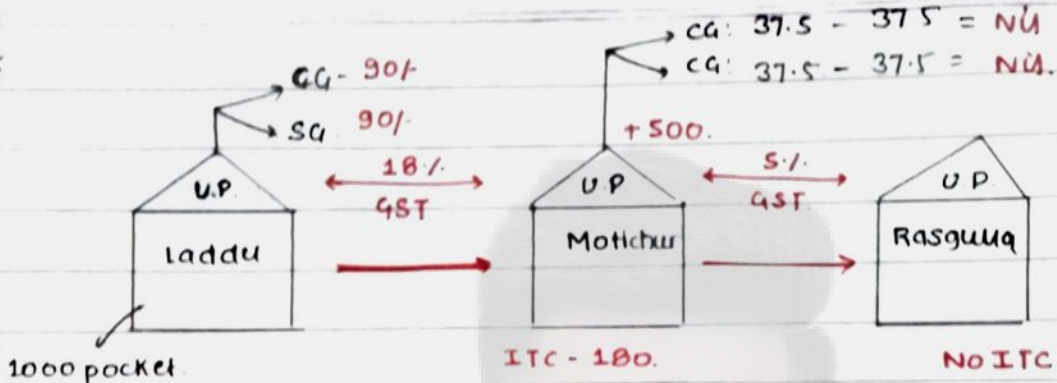 CG: 37.5 - 37 5 = Nil
CG: 37.5 - 37.5 = Nil.
CG - 90/-
SG 90/-
+ 500.
18 %
GST
5 %
GST
U.P.
U P
U P
Laddu
Motichur
Rasgulla
1000 pocket
ITC - 180.
NO ITC